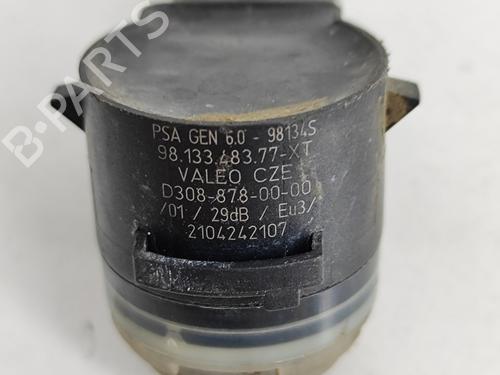 B-PARTS
PSA GEN 6.0 - 98134S
98.133.483.77-XT
VALEO CZE
D308-878-00-00
/01 / 29dB / Eu3/
2104242107